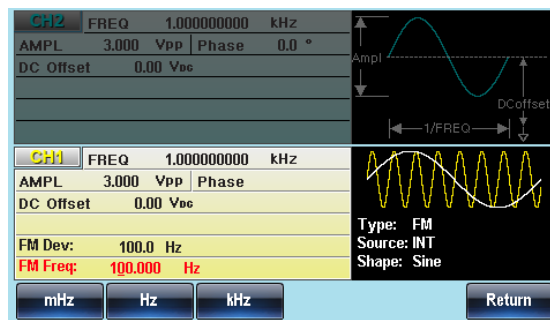 CH2 FREQ 1.000000000 kHz
AMPL 3.000 Vpp Phase 0.0 °
DC Offset 0.00 VDC
Ampl
DCoffset
1/FREQ
CH1 FREQ 1.000000000 kHz
AMPL 3.000 Vpp Phase
DC Offset 0.00 VDC
FM Dev: 100.0 Hz
FM Freq: 100.000 Hz
Type: FM
Source: INT
Shape: Sine
mHz Hz kHz Return